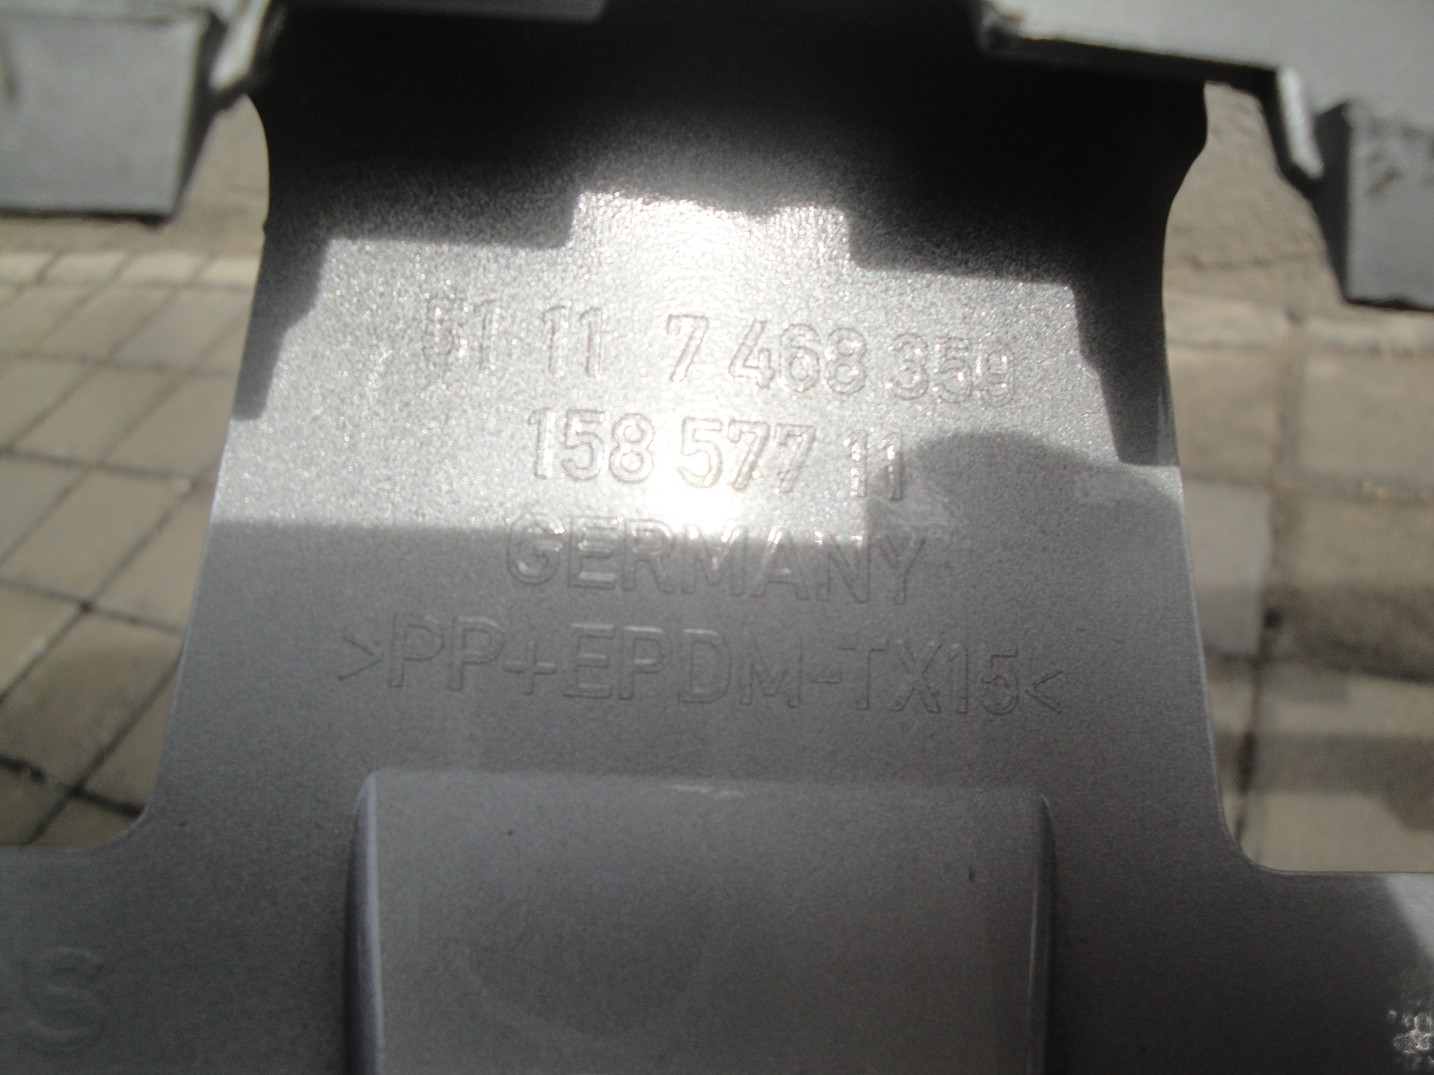 51 11 7 468 359
158 577 11
GERMANY
>PP+EPDM-TX15<
S